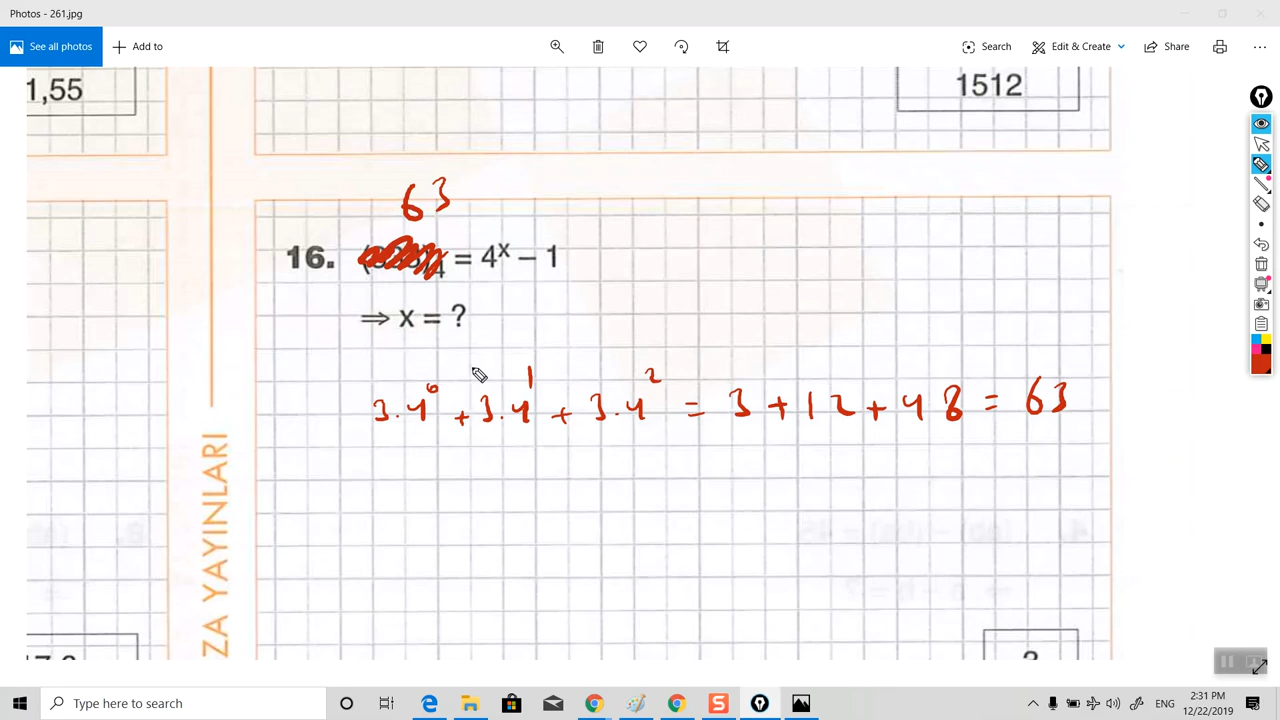 Photos - 261.jpg
See all photos
Add to
Search
Edit & Create
Share
1,55
1512
63
16.
4 = 4ˣ – 1
⇒ x = ?
3.4⁰ + 3.4¹ + 3.4² = 3 + 12 + 48 = 63
ZA YAYINLARI
Type here to search
ENG
2:31 PM
12/22/2019